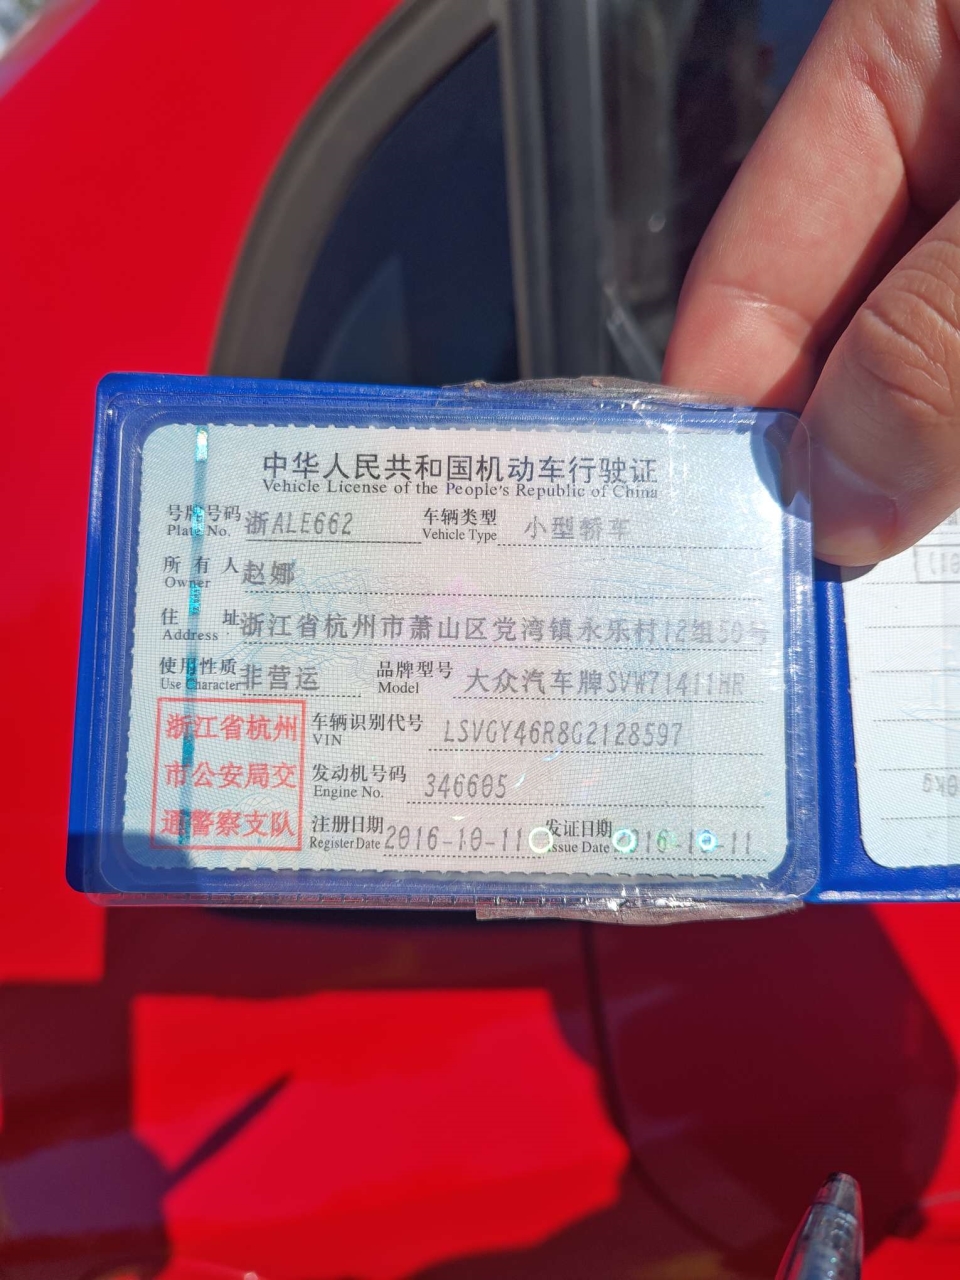 中华人民共和国机动车行驶证
Vehicle License of the People's Republic of China
号牌号码 浙ALE662 车辆类型 小型轿车
Plate No. Vehicle Type
所有人 赵娜
Owner
住址 浙江省杭州市萧山区党湾镇永乐村12组50号
Address
使用性质 非营运 品牌型号 大众汽车牌SVW71411HR
Use Character Model
浙江省杭州
市公安局交
通警察支队
车辆识别代号 LSVGY46R8G2128597
VIN
发动机号码 346605
Engine No.
注册日期 2016-10-11 发证日期 2016-10-11
Register Date Issue Date